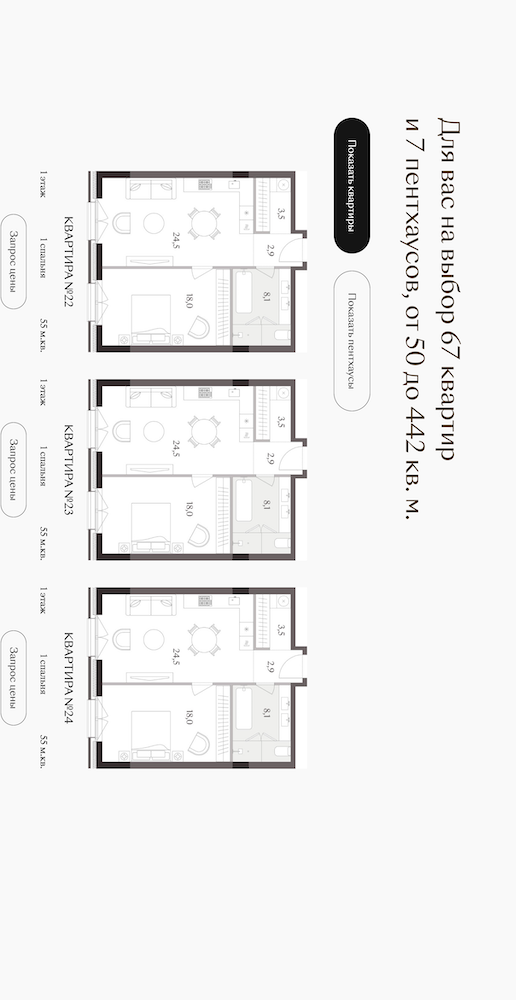 Для вас на выбор 67 квартир
и 7 пентхаусов, от 50 до 442 кв. м.
Показать квартиры
Показать пентхаусы
3,5
2,9
8,1
24,5
18,0
КВАРТИРА №22
1 этаж
1 спальня
55 м.кв.
Запрос цены
3,5
2,9
8,1
24,5
18,0
КВАРТИРА №23
1 этаж
1 спальня
55 м.кв.
Запрос цены
3,5
2,9
8,1
24,5
18,0
КВАРТИРА №24
1 этаж
1 спальня
55 м.кв.
Запрос цены